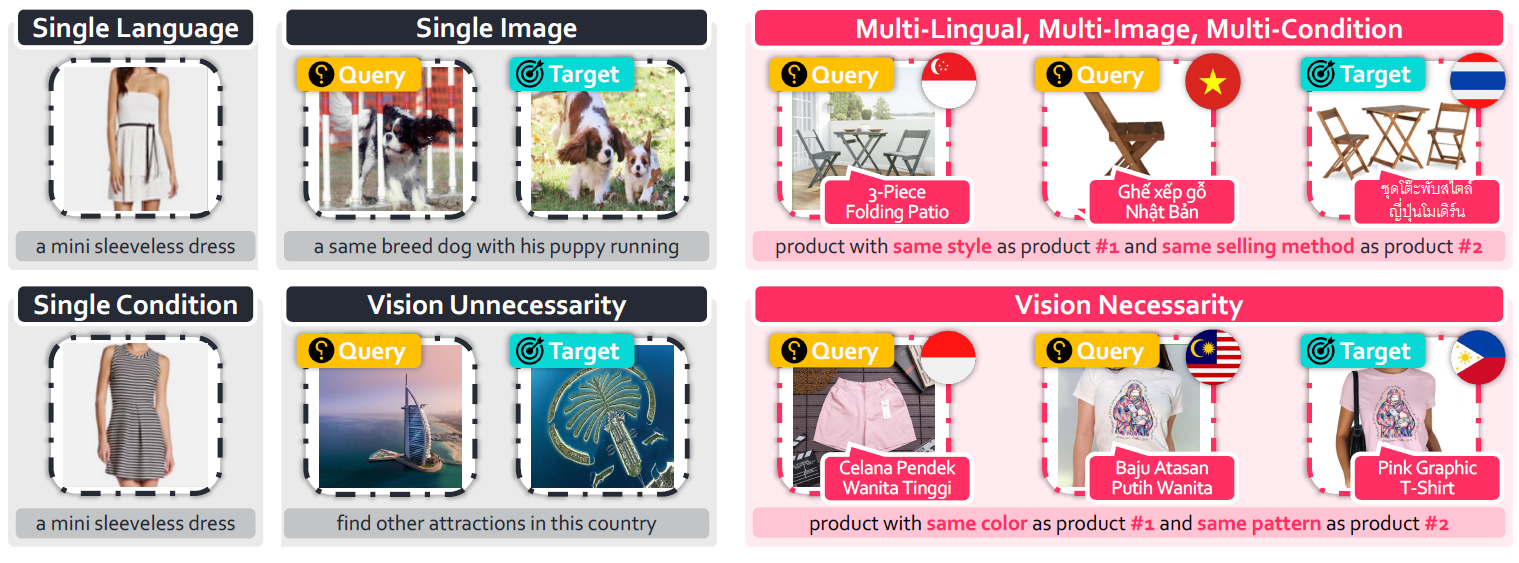 Single Language
a mini sleeveless dress
Single Image
Query
Target
a same breed dog with his puppy running
Multi-Lingual, Multi-Image, Multi-Condition
Query
3-Piece
Folding Patio
Query
Ghế xếp gỗ
Nhật Bản
Target
ชุดโต๊ะพับสไตล์
ญี่ปุ่นโมเดิร์น
product with same style as product #1 and same selling method as product #2
Single Condition
a mini sleeveless dress
Vision Unnecessarity
Query
Target
find other attractions in this country
Vision Necessarity
Query
Celana Pendek
Wanita Tinggi
Query
Baju Atasan
Putih Wanita
Target
Pink Graphic
T-Shirt
product with same color as product #1 and same pattern as product #2